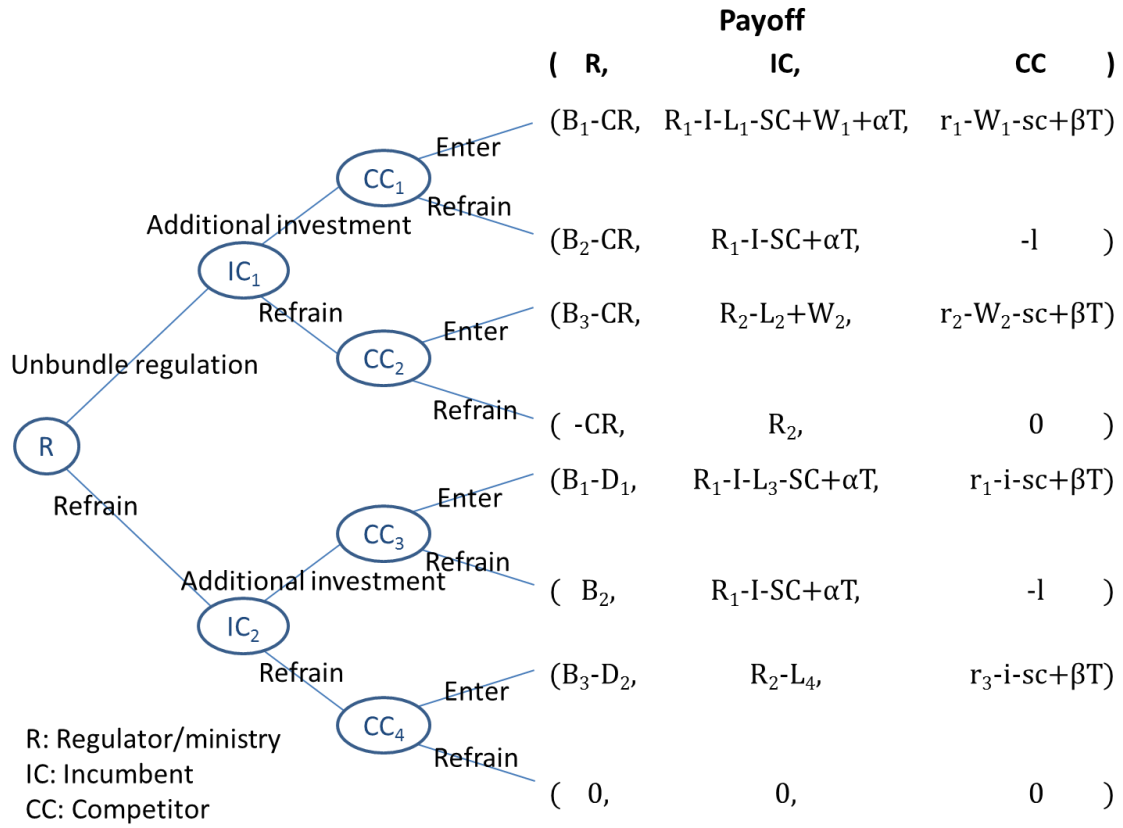 Payoff
( R, IC, CC )
(B₁-CR, R₁-I-L₁-SC+W₁+αT, r₁-W₁-sc+βT)
Enter
CC₁
Refrain
Additional investment
(B₂-CR, R₁-I-SC+αT, -l )
IC₁
Refrain
(B₃-CR, R₂-L₂+W₂, r₂-W₂-sc+βT)
Enter
CC₂
Unbundle regulation
Refrain
( -CR, R₂, 0 )
R
(B₁-D₁, R₁-I-L₃-SC+αT, r₁-i-sc+βT)
Enter
Refrain
CC₃
Refrain
Additional investment
( B₂, R₁-I-SC+αT, -l )
IC₂
Refrain
(B₃-D₂, R₂-L₄, r₃-i-sc+βT)
Enter
CC₄
Refrain
( 0, 0, 0 )
R: Regulator/ministry
IC: Incumbent
CC: Competitor